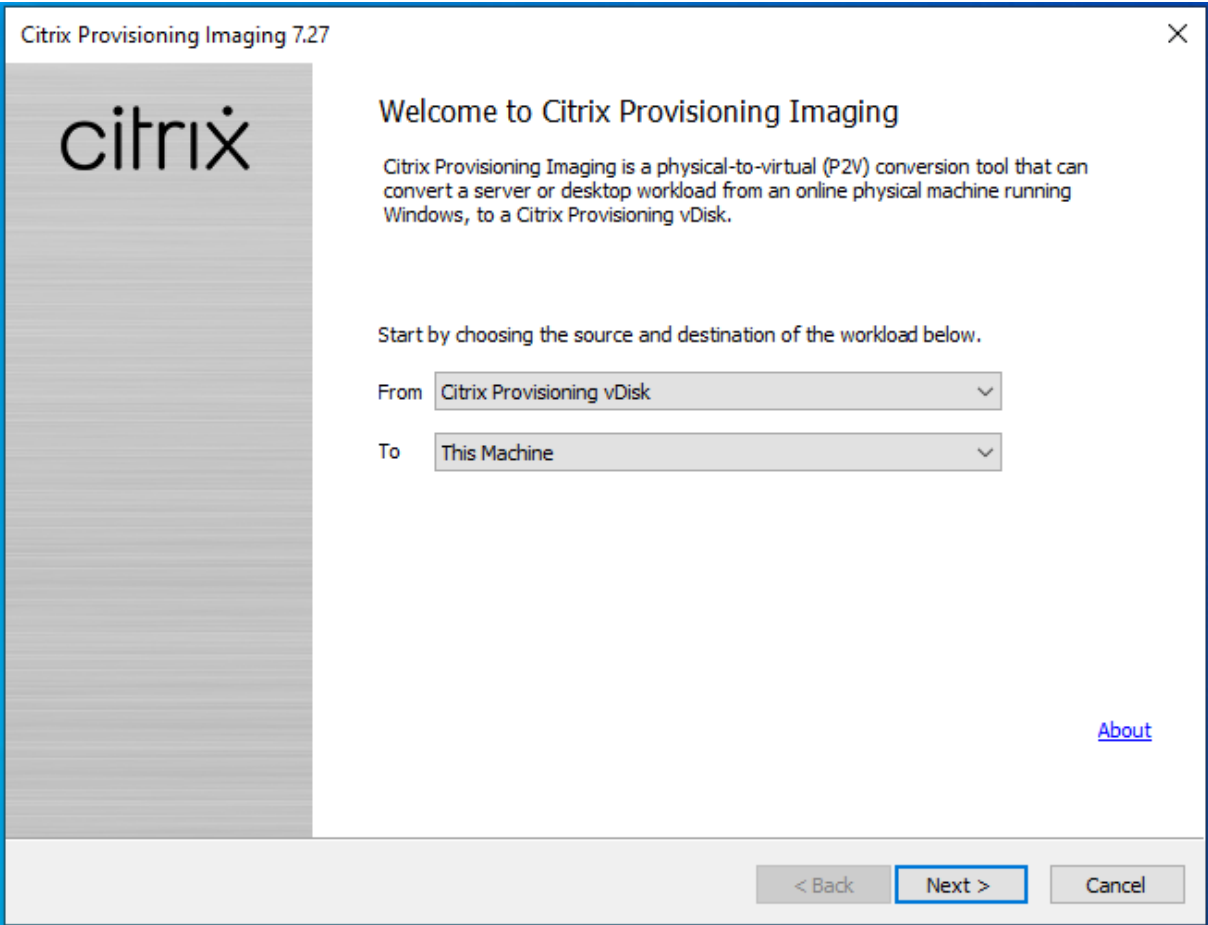 Citrix Provisioning Imaging 7.27
citrix
Welcome to Citrix Provisioning Imaging
Citrix Provisioning Imaging is a physical-to-virtual (P2V) conversion tool that can
convert a server or desktop workload from an online physical machine running
Windows, to a Citrix Provisioning vDisk.
Start by choosing the source and destination of the workload below.
From Citrix Provisioning vDisk
To This Machine
About
< Back Next > Cancel